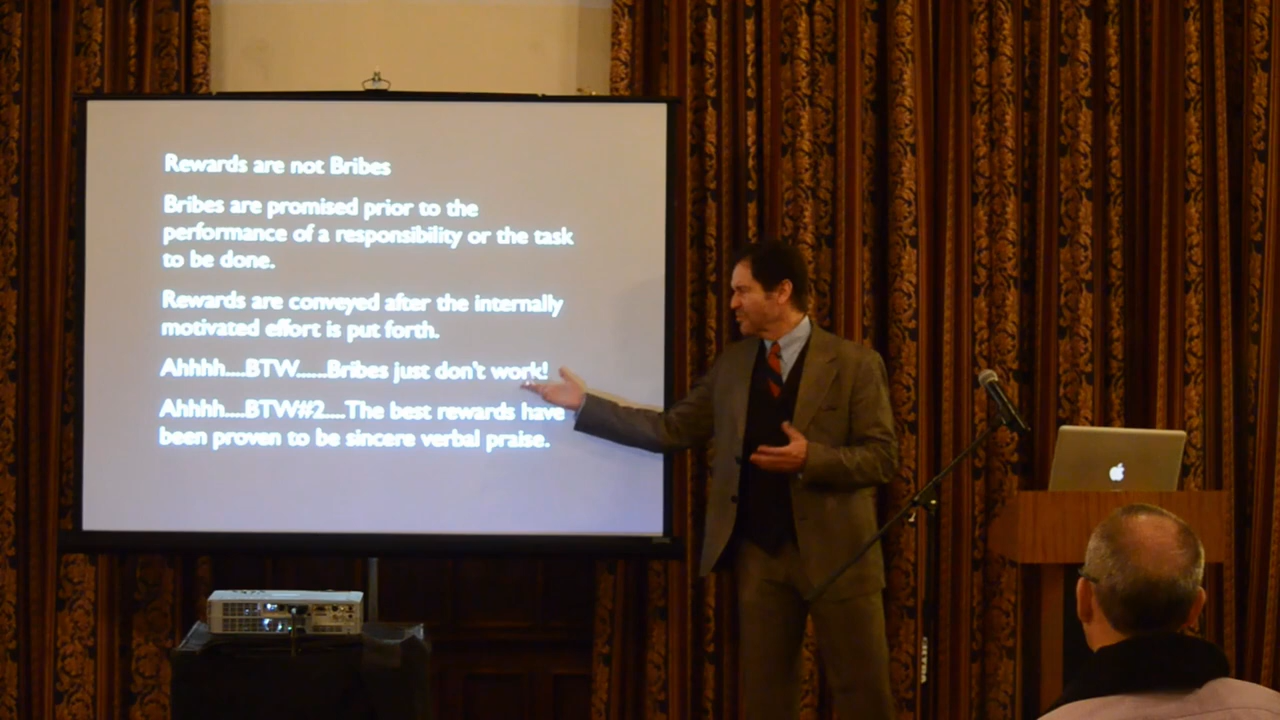 Rewards are not Bribes
Bribes are promised prior to the
performance of a responsibility or the task
to be done.
Rewards are conveyed after the internally
motivated effort is put forth.
Ahhhh....BTW......Bribes just don't work!
Ahhhh....BTW#2....The best rewards have
been proven to be sincere verbal praise.